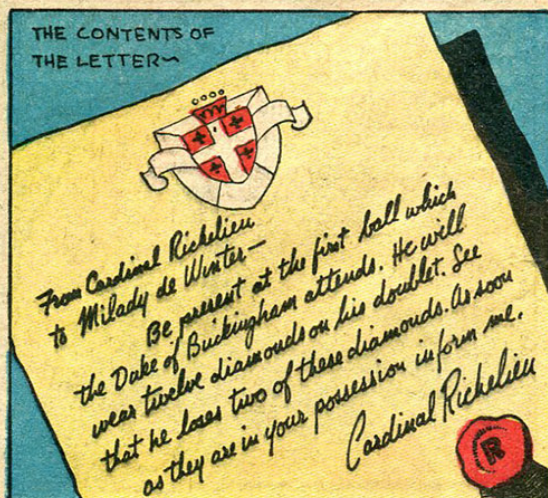 THE CONTENTS OF
THE LETTER~
From Cardinal Richelieu
to Milady de Winter—
Be present at the first ball which
the Duke of Buckingham attends. He will
wear twelve diamonds on his doublet. See
that he loses two of these diamonds. As soon
as they are in your possession inform me.
Cardinal Richelieu
R